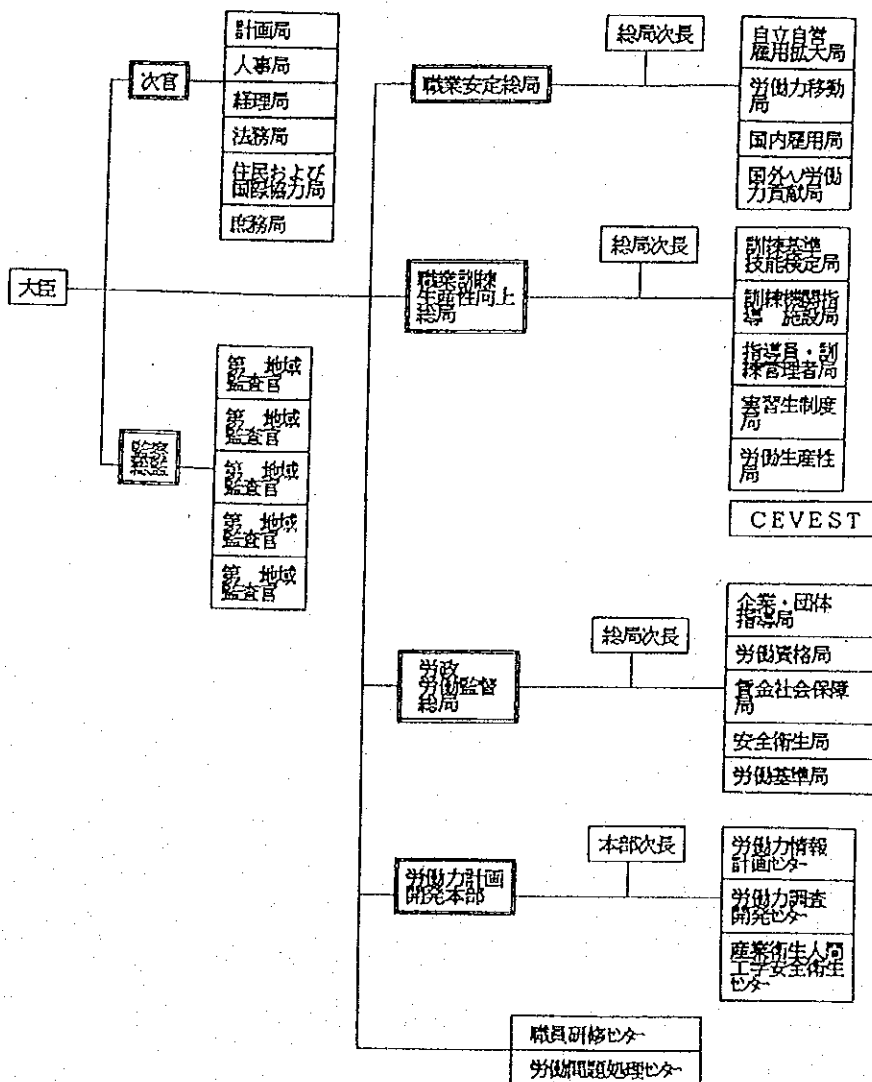 大臣
次官
計画局
人事局
経理局
法務局
住民および
国際協力局
庶務局
監察
総監
第 地域
監査官
第 地域
監査官
第 地域
監査官
第 地域
監査官
第 地域
監査官
職業安定総局
総局次長
自立自営
雇用拡大局
労働力移動
局
国内雇用局
国外へ労働
力貢献局
職業訓練
生産性向上
総局
総局次長
訓練基準
技能検定局
訓練機関指
導 施設局
指導員・訓
練管理者局
実習生制度
局
労働生産性
局
CEVEST
労政
労働監督
総局
総局次長
企業・団体
指導局
労働資格局
賃金社会保障
局
安全衛生局
労働基準局
労働力計画
開発本部
本部次長
労働力情報
計画センター
労働力調査
開発センター
産業衛生人間
工学安全衛生
センター
職員研修センター
労働問題処理センター